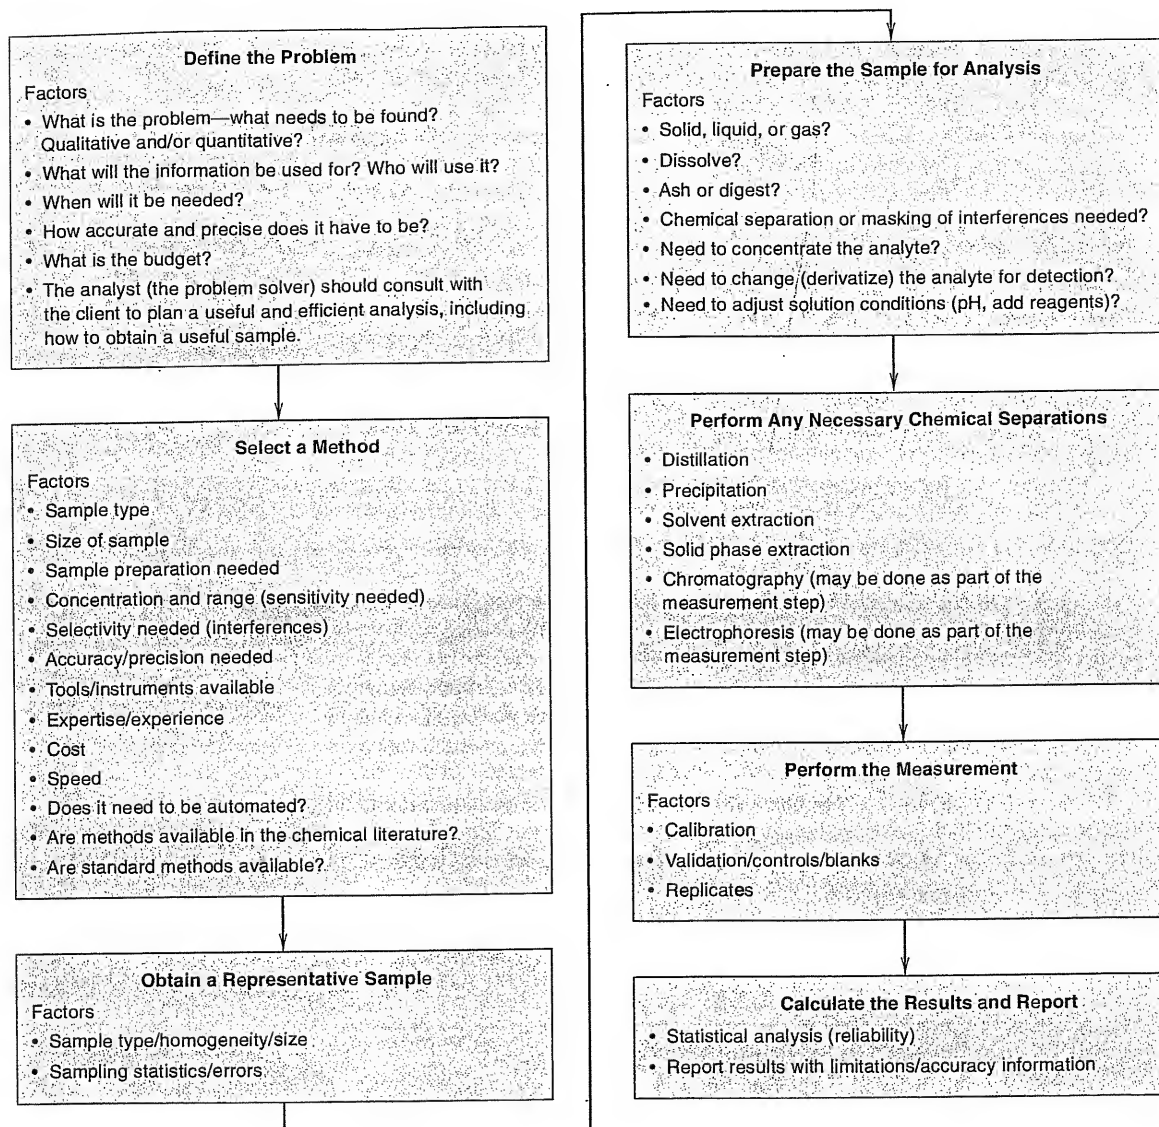 Define the Problem
Factors
• What is the problem—what needs to be found?
Qualitative and/or quantitative?
• What will the information be used for? Who will use it?
• When will it be needed?
• How accurate and precise does it have to be?
• What is the budget?
• The analyst (the problem solver) should consult with
the client to plan a useful and efficient analysis, including
how to obtain a useful sample.
Select a Method
Factors
• Sample type
• Size of sample
• Sample preparation needed
• Concentration and range (sensitivity needed)
• Selectivity needed (interferences)
• Accuracy/precision needed
• Tools/instruments available
• Expertise/experience
• Cost
• Speed
• Does it need to be automated?
• Are methods available in the chemical literature?
• Are standard methods available?
Obtain a Representative Sample
Factors
• Sample type/homogeneity/size
• Sampling statistics/errors
Prepare the Sample for Analysis
Factors
• Solid, liquid, or gas?
• Dissolve?
• Ash or digest?
• Chemical separation or masking of interferences needed?
• Need to concentrate the analyte?
• Need to change (derivatize) the analyte for detection?
• Need to adjust solution conditions (pH, add reagents)?
Perform Any Necessary Chemical Separations
• Distillation
• Precipitation
• Solvent extraction
• Solid phase extraction
• Chromatography (may be done as part of the
measurement step)
• Electrophoresis (may be done as part of the
measurement step)
Perform the Measurement
Factors
• Calibration
• Validation/controls/blanks
• Replicates
Calculate the Results and Report
• Statistical analysis (reliability)
• Report results with limitations/accuracy information